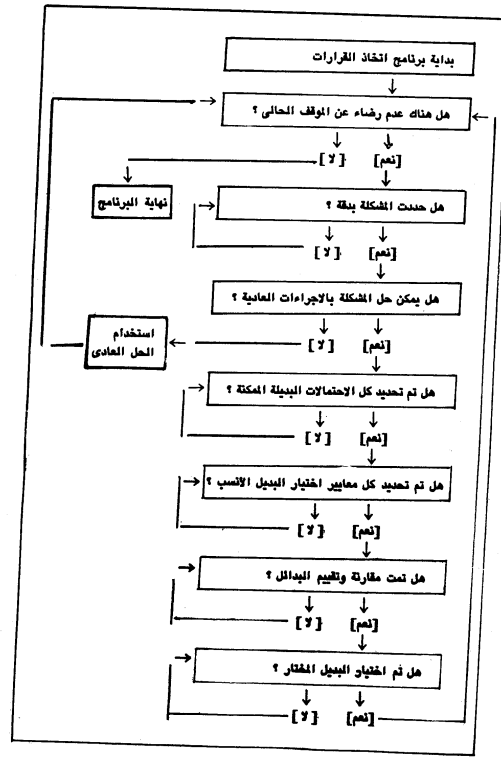 بداية برنامج اتخاذ القرارات
هل هناك عدم رضاء عن الموقف الحالى ؟
[نعم] [لا]
نهاية البرنامج
هل حددت المشكلة بدقة ؟
[نعم] [لا]
هل يمكن حل المشكلة بالاجراءات العادية ؟
[نعم] [لا]
استخدام
الحل العادى
هل تم تحديد كل الاحتمالات البديلة الممكنة ؟
[نعم] [لا]
هل تم تحديد كل معايير اختيار البديل الأنسب ؟
[نعم] [لا]
هل تمت مقارنة وتقييم البدائل ؟
[نعم] [لا]
هل تم اختيار البديل المختار ؟
[نعم] [لا]